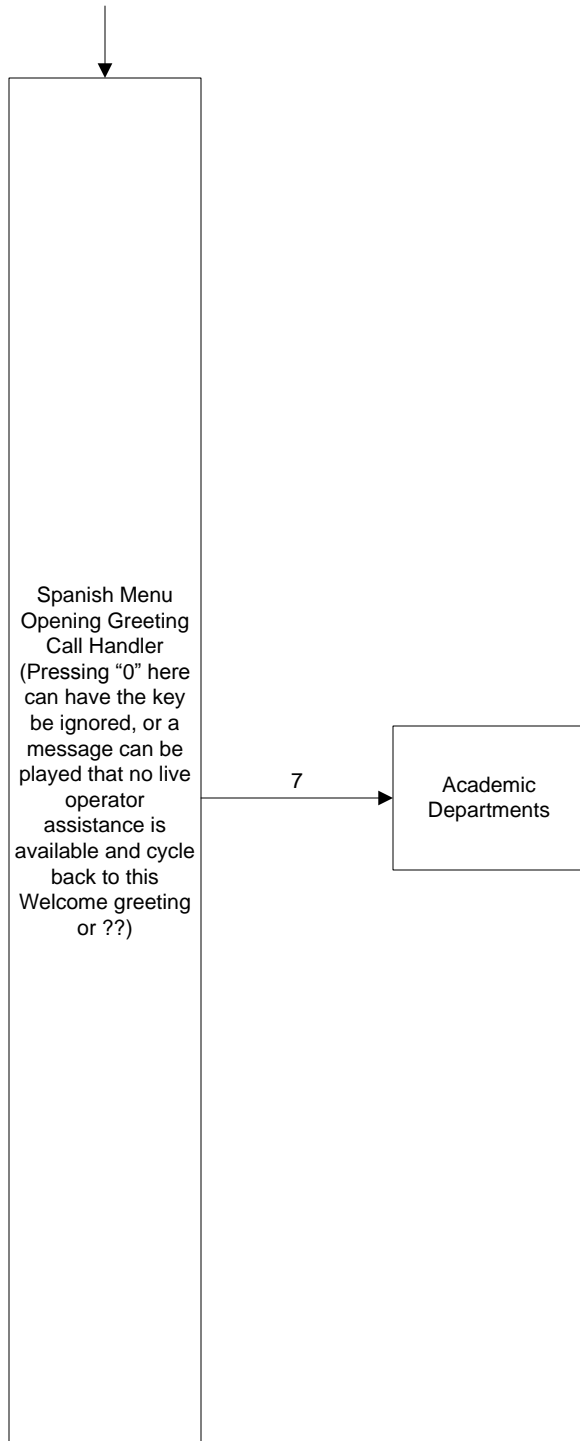 Spanish Menu
Opening Greeting
Call Handler
(Pressing “0” here
can have the key
be ignored, or a
message can be
played that no live
operator
assistance is
available and cycle
back to this
Welcome greeting
or ??)
7
Academic
Departments